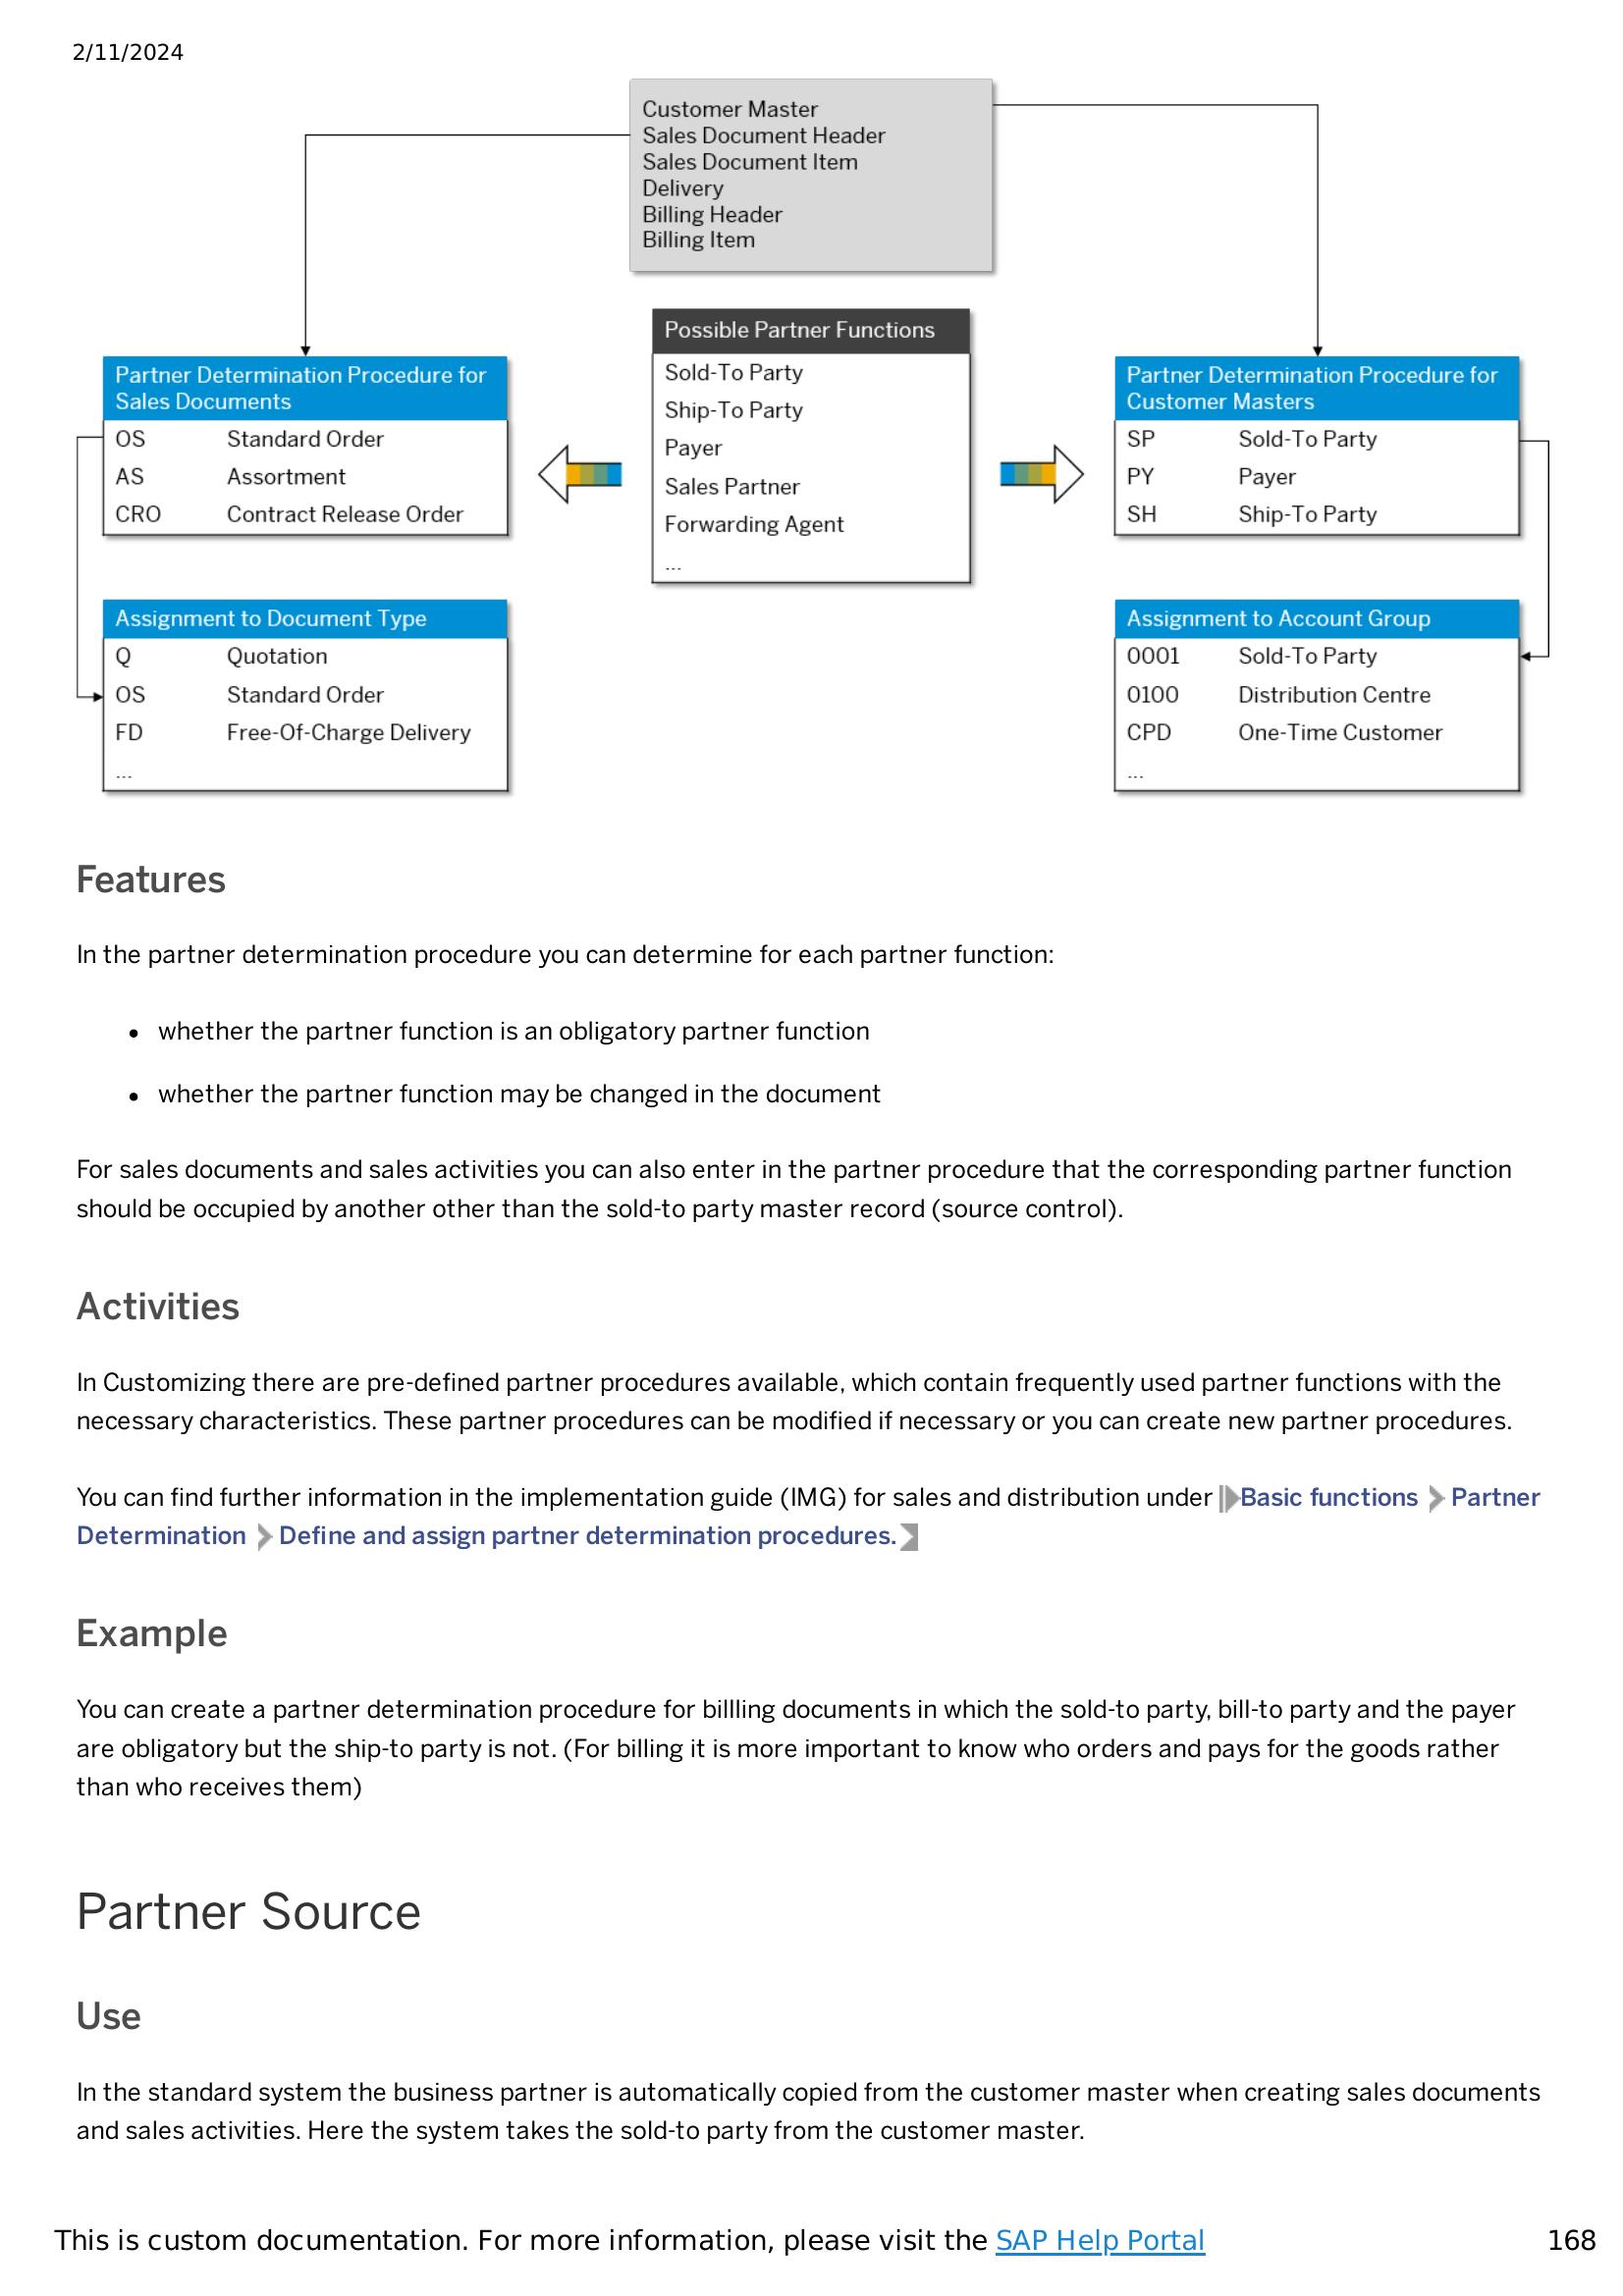 2/11/2024
Customer Master
Sales Document Header
Sales Document Item
Delivery
Billing Header
Billing Item
Possible Partner Functions
Sold-To Party
Ship-To Party
Payer
Sales Partner
Forwarding Agent
...
Partner Determination Procedure for
Sales Documents
OS Standard Order
AS Assortment
CRO Contract Release Order
Partner Determination Procedure for
Customer Masters
SP Sold-To Party
PY Payer
SH Ship-To Party
Assignment to Document Type
Q Quotation
OS Standard Order
FD Free-Of-Charge Delivery
...
Assignment to Account Group
0001 Sold-To Party
0100 Distribution Centre
CPD One-Time Customer
...
Features
In the partner determination procedure you can determine for each partner function:
• whether the partner function is an obligatory partner function
• whether the partner function may be changed in the document
For sales documents and sales activities you can also enter in the partner procedure that the corresponding partner function
should be occupied by another other than the sold-to party master record (source control).
Activities
In Customizing there are pre-defined partner procedures available, which contain frequently used partner functions with the
necessary characteristics. These partner procedures can be modified if necessary or you can create new partner procedures.
You can find further information in the implementation guide (IMG) for sales and distribution under Basic functions Partner
Determination Define and assign partner determination procedures.
Example
You can create a partner determination procedure for billling documents in which the sold-to party, bill-to party and the payer
are obligatory but the ship-to party is not. (For billing it is more important to know who orders and pays for the goods rather
than who receives them)
Partner Source
Use
In the standard system the business partner is automatically copied from the customer master when creating sales documents
and sales activities. Here the system takes the sold-to party from the customer master.
This is custom documentation. For more information, please visit the SAP Help Portal 168